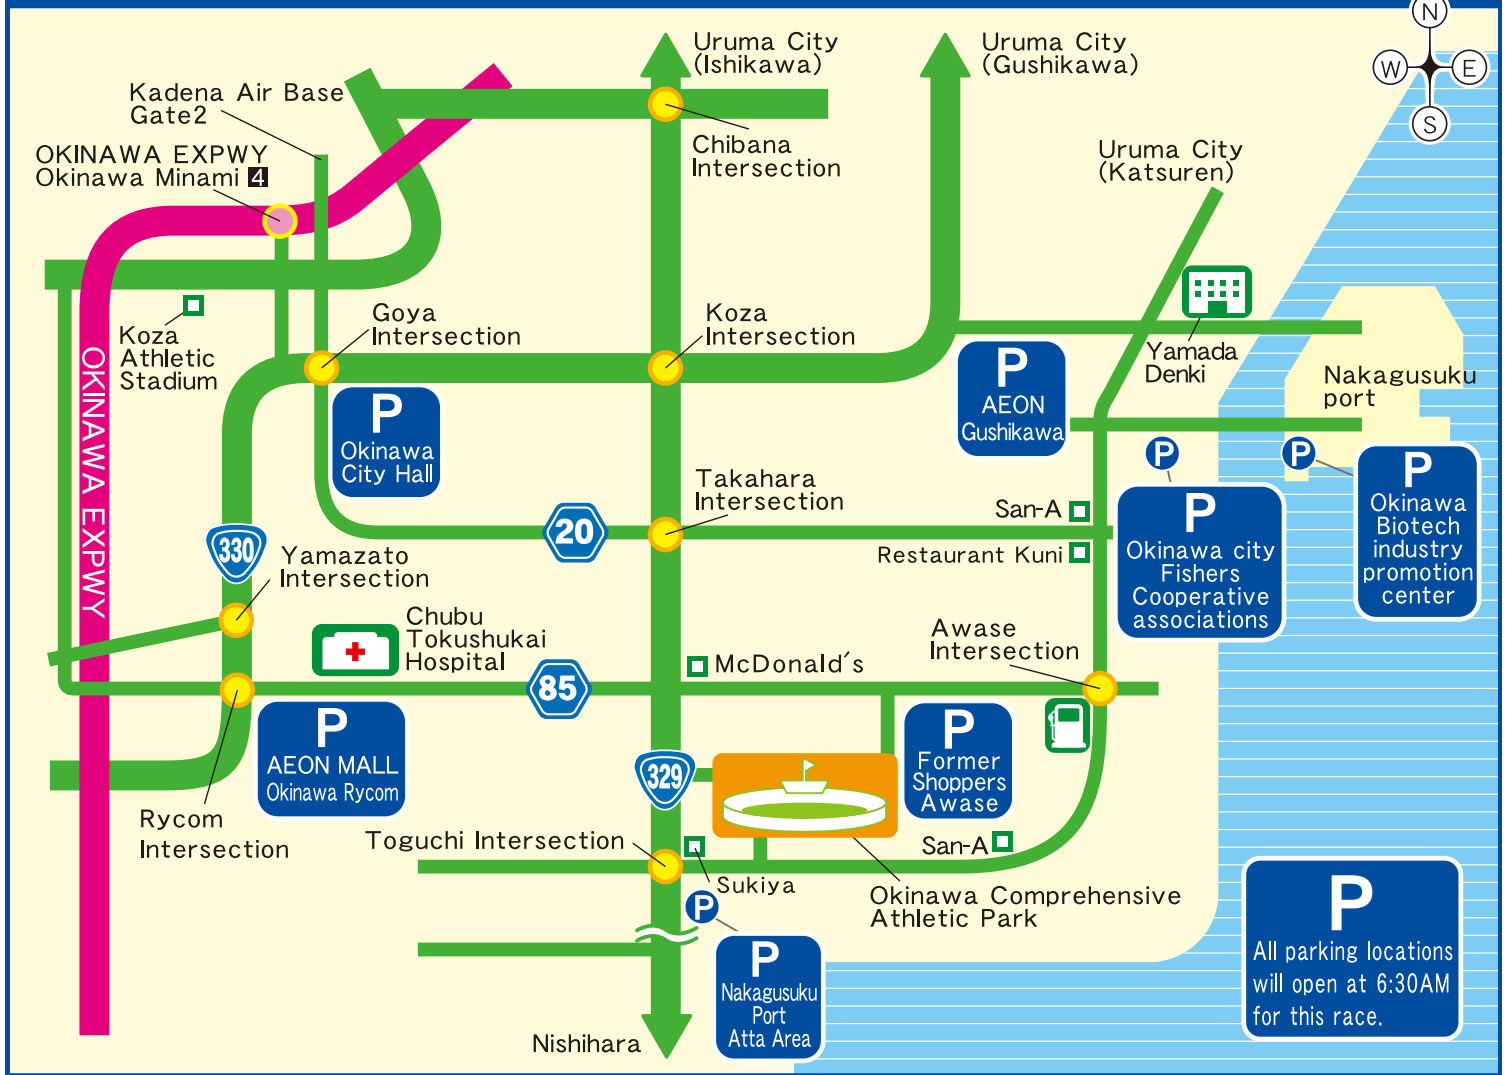 N
W
E
S
Uruma City
(Ishikawa)
Uruma City
(Gushikawa)
Kadena Air Base
Gate2
OKINAWA EXPWY
Okinawa Minami 4
Chibana
Intersection
Uruma City
(Katsuren)
Koza
Athletic
Stadium
Goya
Intersection
Koza
Intersection
Yamada
Denki
Nakagusuku
port
OKINAWA EXPWY
P
Okinawa
City Hall
P
AEON
Gushikawa
P
P
Takahara
Intersection
San-A
Restaurant Kuni
P
Okinawa city
Fishers
Cooperative
associations
P
Okinawa
Biotech
industry
promotion
center
330
20
Yamazato
Intersection
Chubu
Tokushukai
Hospital
Awase
Intersection
McDonald's
85
P
AEON MALL
Okinawa Rycom
329
P
Former
Shoppers
Awase
Rycom
Intersection
Toguchi Intersection
San-A
Sukiya
Okinawa Comprehensive
Athletic Park
P
P
Nakagusuku
Port
Atta Area
Nishihara
P
All parking locations
will open at 6:30AM
for this race.